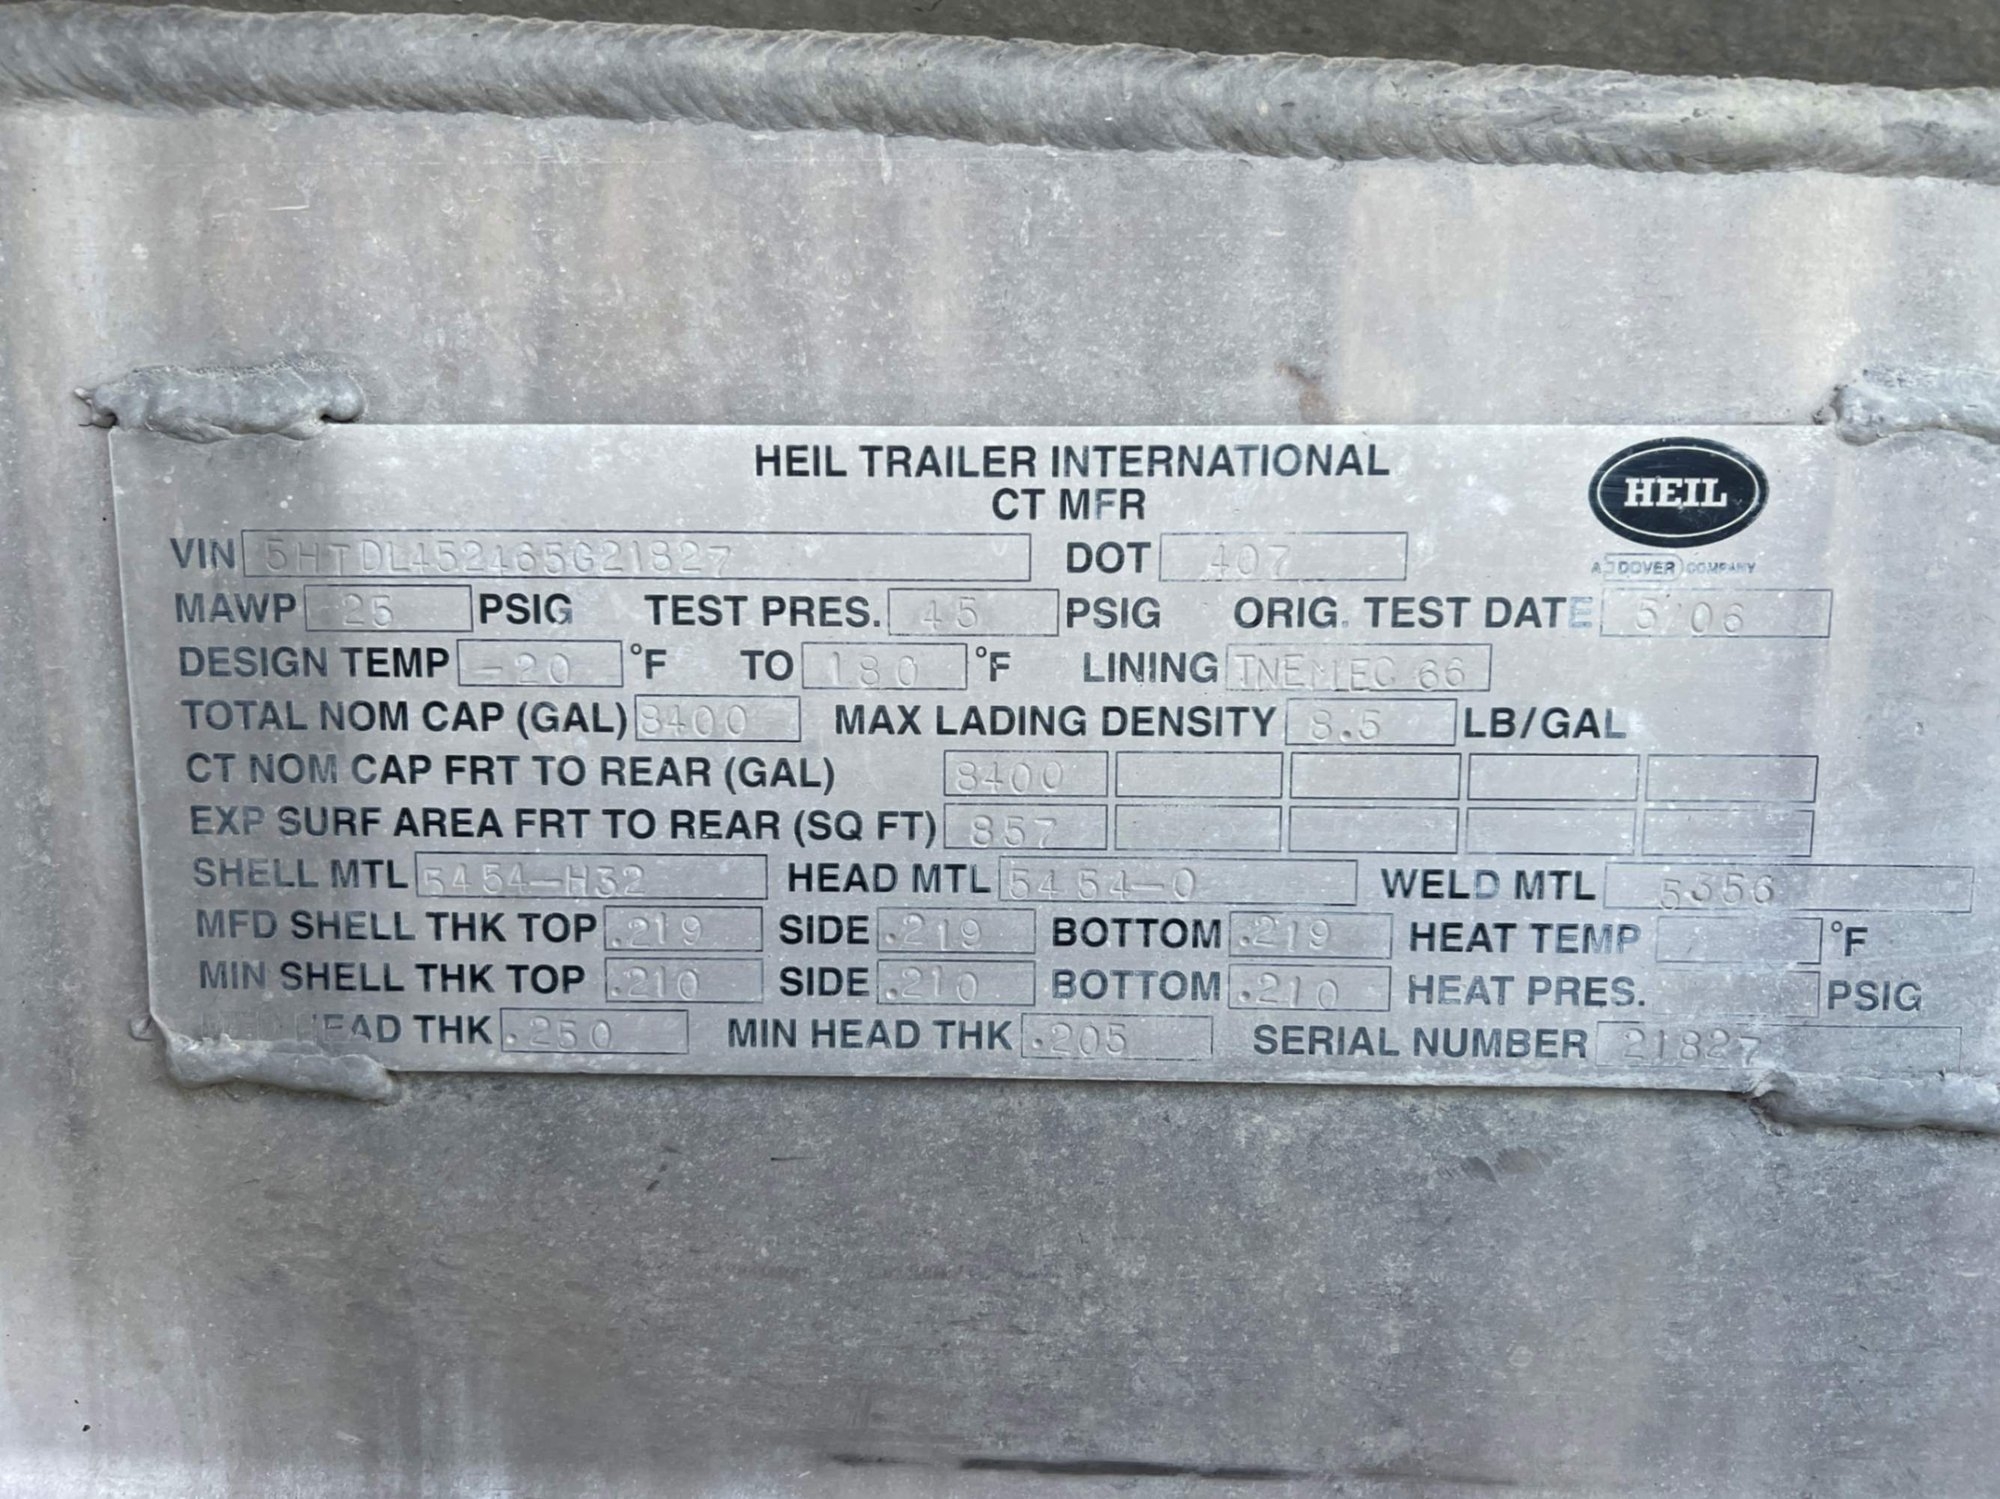 HEIL TRAILER INTERNATIONAL
CT MFR
HEIL
A DOVER COMPANY
VIN 5HTDL452465G21827 DOT 407
MAWP 25 PSIG TEST PRES. 45 PSIG ORIG. TEST DATE 5/06
DESIGN TEMP -20 °F TO 180 °F LINING TNEMEC 66
TOTAL NOM CAP (GAL) 8400 MAX LADING DENSITY 8.5 LB/GAL
CT NOM CAP FRT TO REAR (GAL) 8400
EXP SURF AREA FRT TO REAR (SQ FT) 857
SHELL MTL 5454-H32 HEAD MTL 5454-0 WELD MTL 5356
MFD SHELL THK TOP .219 SIDE .219 BOTTOM .219 HEAT TEMP °F
MIN SHELL THK TOP .210 SIDE .210 BOTTOM .210 HEAT PRES. PSIG
HEAD THK .250 MIN HEAD THK .205 SERIAL NUMBER 21827